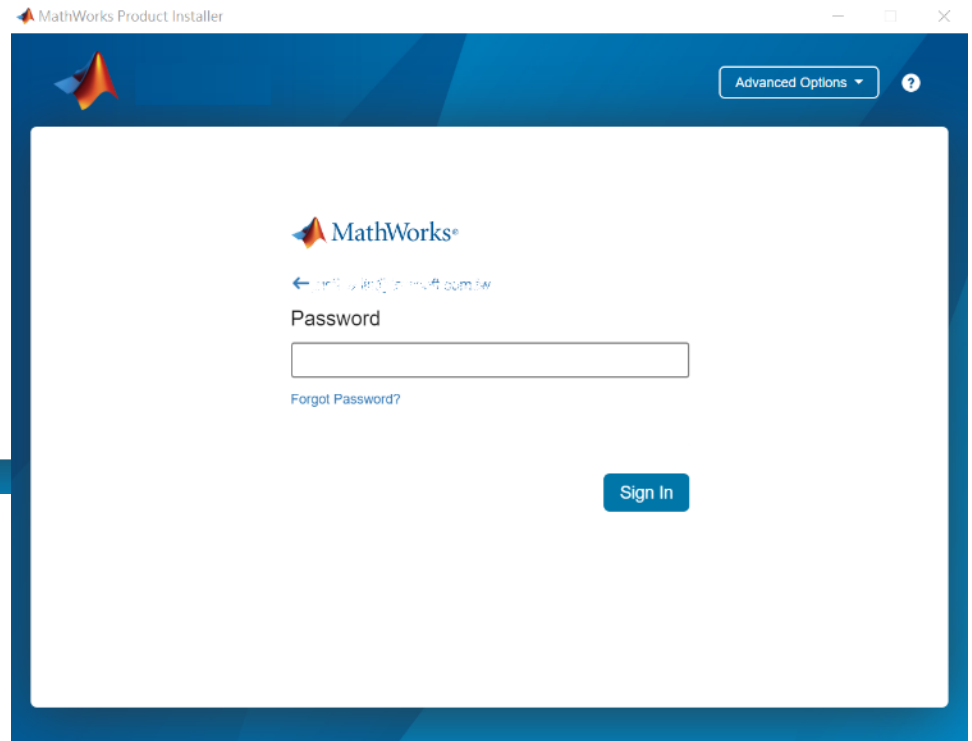 MathWorks Product Installer
Advanced Options
?
MathWorks®
Password
Forgot Password?
Sign In